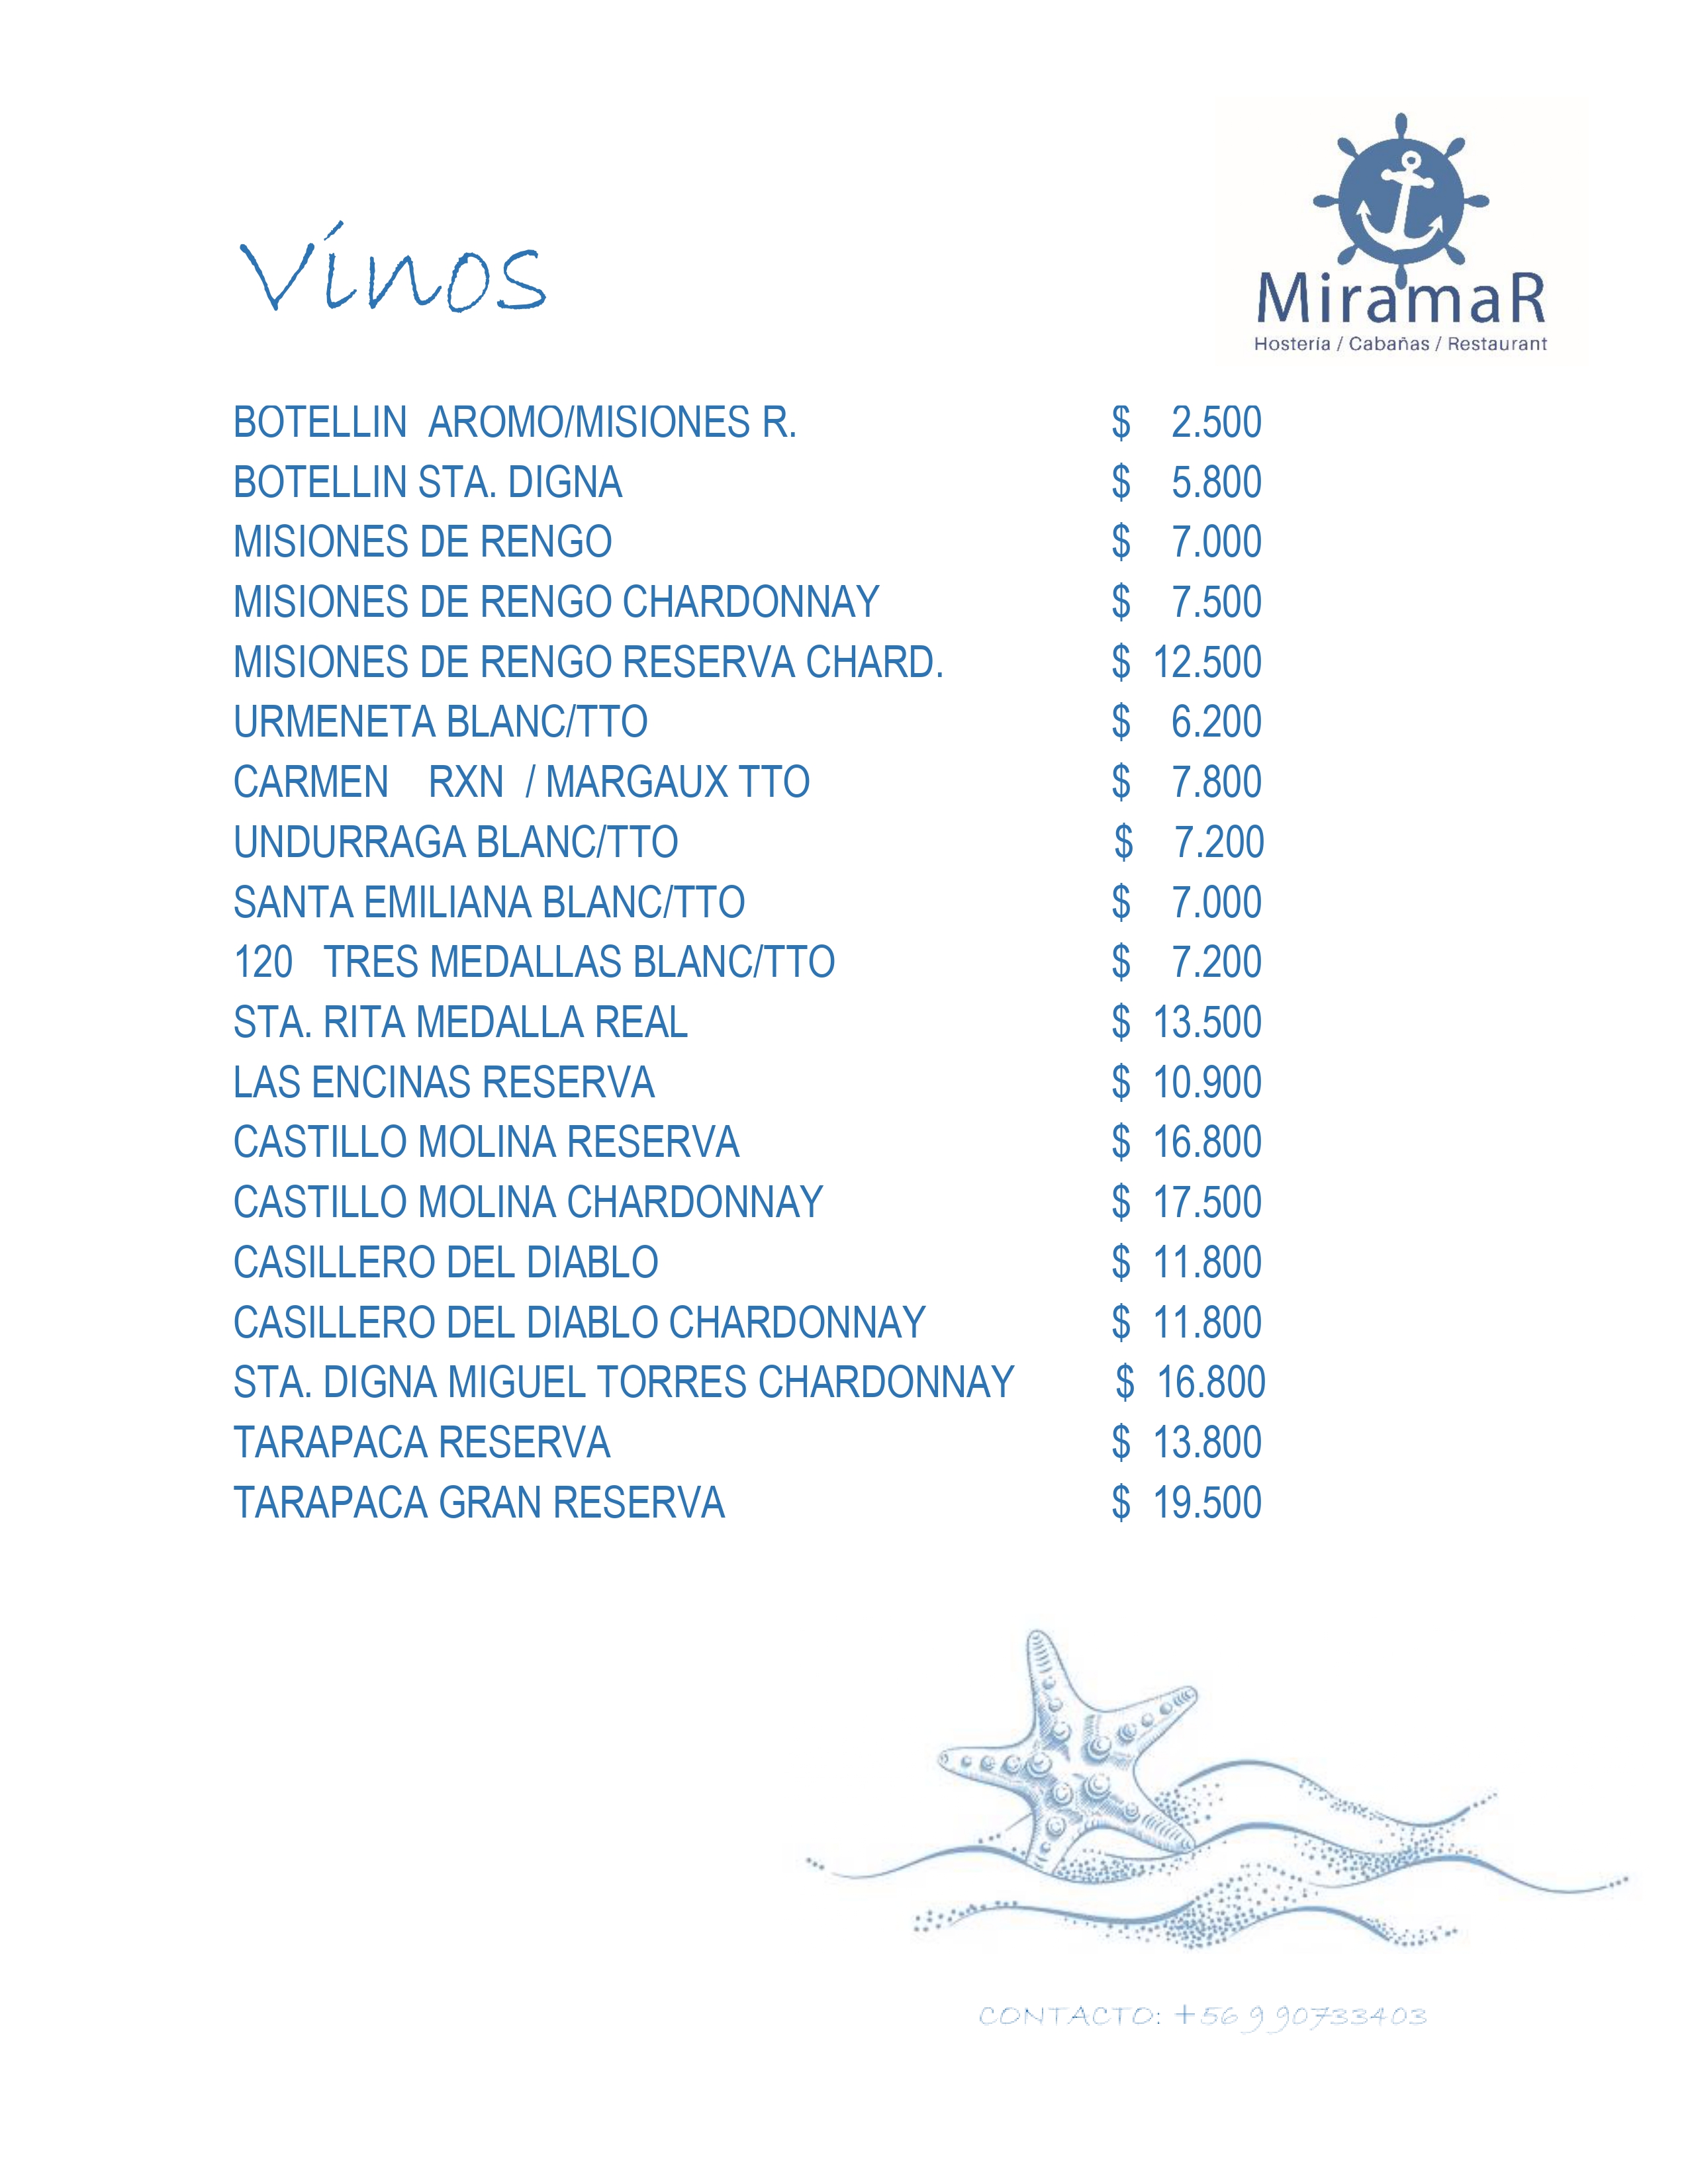 Vinos
MiramaR
Hostería / Cabañas / Restaurant
BOTELLIN AROMO/MISIONES R. $ 2.500
BOTELLIN STA. DIGNA $ 5.800
MISIONES DE RENGO $ 7.000
MISIONES DE RENGO CHARDONNAY $ 7.500
MISIONES DE RENGO RESERVA CHARD. $ 12.500
URMENETA BLANC/TTO $ 6.200
CARMEN RXN / MARGAUX TTO $ 7.800
UNDURRAGA BLANC/TTO $ 7.200
SANTA EMILIANA BLANC/TTO $ 7.000
120 TRES MEDALLAS BLANC/TTO $ 7.200
STA. RITA MEDALLA REAL $ 13.500
LAS ENCINAS RESERVA $ 10.900
CASTILLO MOLINA RESERVA $ 16.800
CASTILLO MOLINA CHARDONNAY $ 17.500
CASILLERO DEL DIABLO $ 11.800
CASILLERO DEL DIABLO CHARDONNAY $ 11.800
STA. DIGNA MIGUEL TORRES CHARDONNAY $ 16.800
TARAPACA RESERVA $ 13.800
TARAPACA GRAN RESERVA $ 19.500
CONTACTO: +56 9 90733403